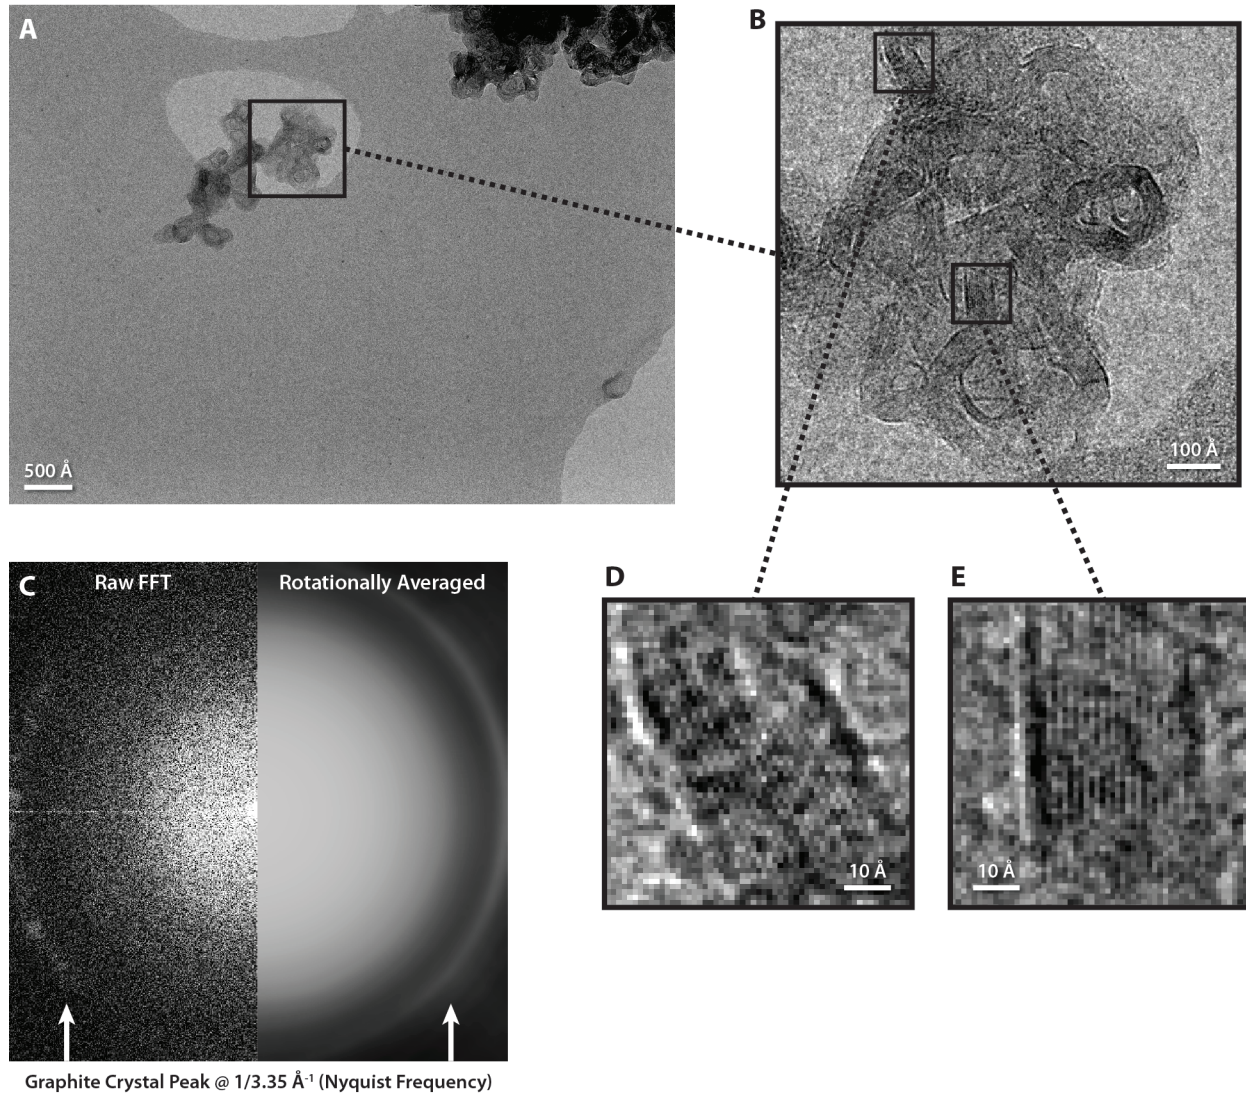 A
B
500 Å
100 Å
C
Raw FFT
Rotationally Averaged
D
E
10 Å
10 Å
Graphite Crystal Peak @ 1/3.35 Å⁻¹ (Nyquist Frequency)